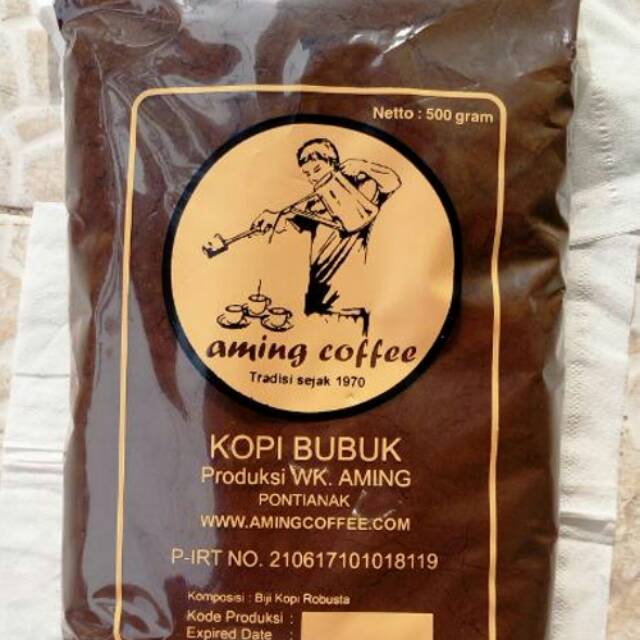 Netto : 500 gram
aming coffee
Tradisi sejak 1970
KOPI BUBUK
Produksi WK. AMING
PONTIANAK
WWW.AMINGCOFFEE.COM
P-IRT NO. 210617101018119
Komposisi : Biji Kopi Robusta
Kode Produksi :
Expired Date :